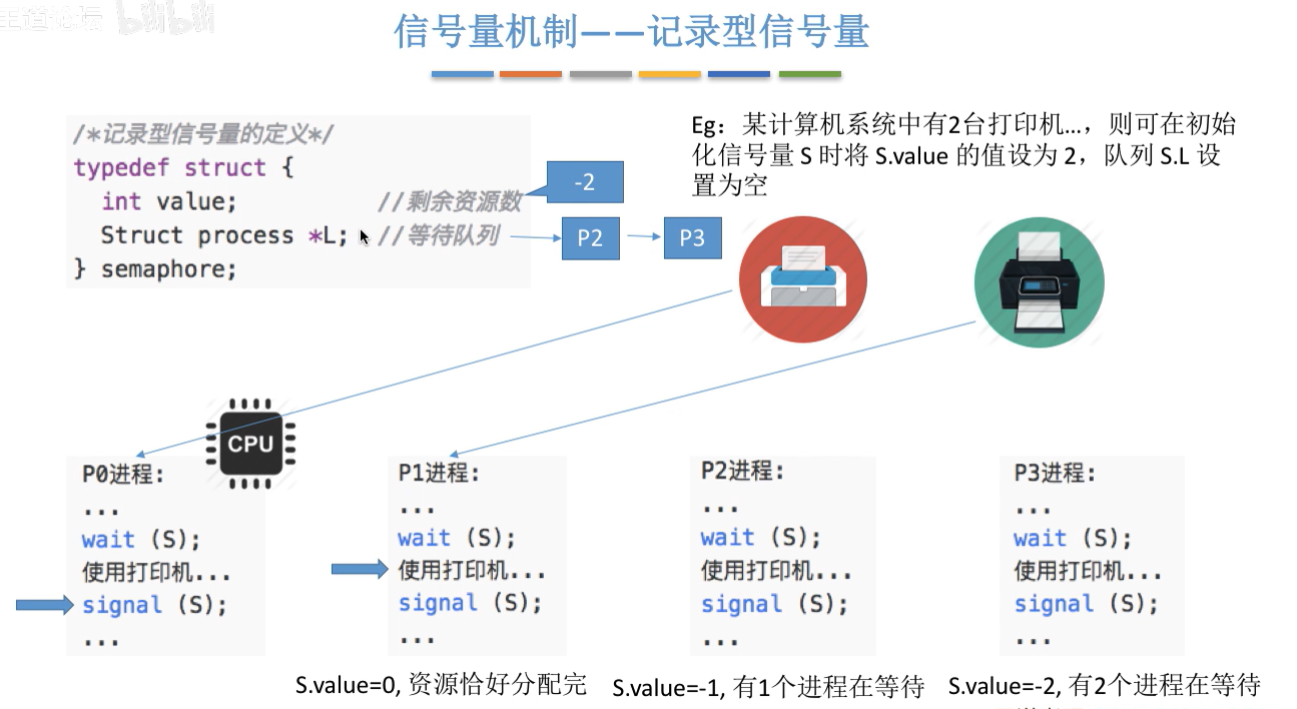 王道论坛 bilibili
信号量机制——记录型信号量
/*记录型信号量的定义*/
typedef struct {
int value; //剩余资源数
Struct process *L; //等待队列
} semaphore;
-2
P2
P3
Eg：某计算机系统中有2台打印机…，则可在初始
化信号量 S 时将 S.value 的值设为 2，队列 S.L 设
置为空
CPU
P0进程:
...
wait (S);
使用打印机...
signal (S);
...
P1进程:
...
wait (S);
使用打印机...
signal (S);
...
P2进程:
...
wait (S);
使用打印机...
signal (S);
...
P3进程:
...
wait (S);
使用打印机...
signal (S);
...
S.value=0, 资源恰好分配完
S.value=-1, 有1个进程在等待
S.value=-2, 有2个进程在等待